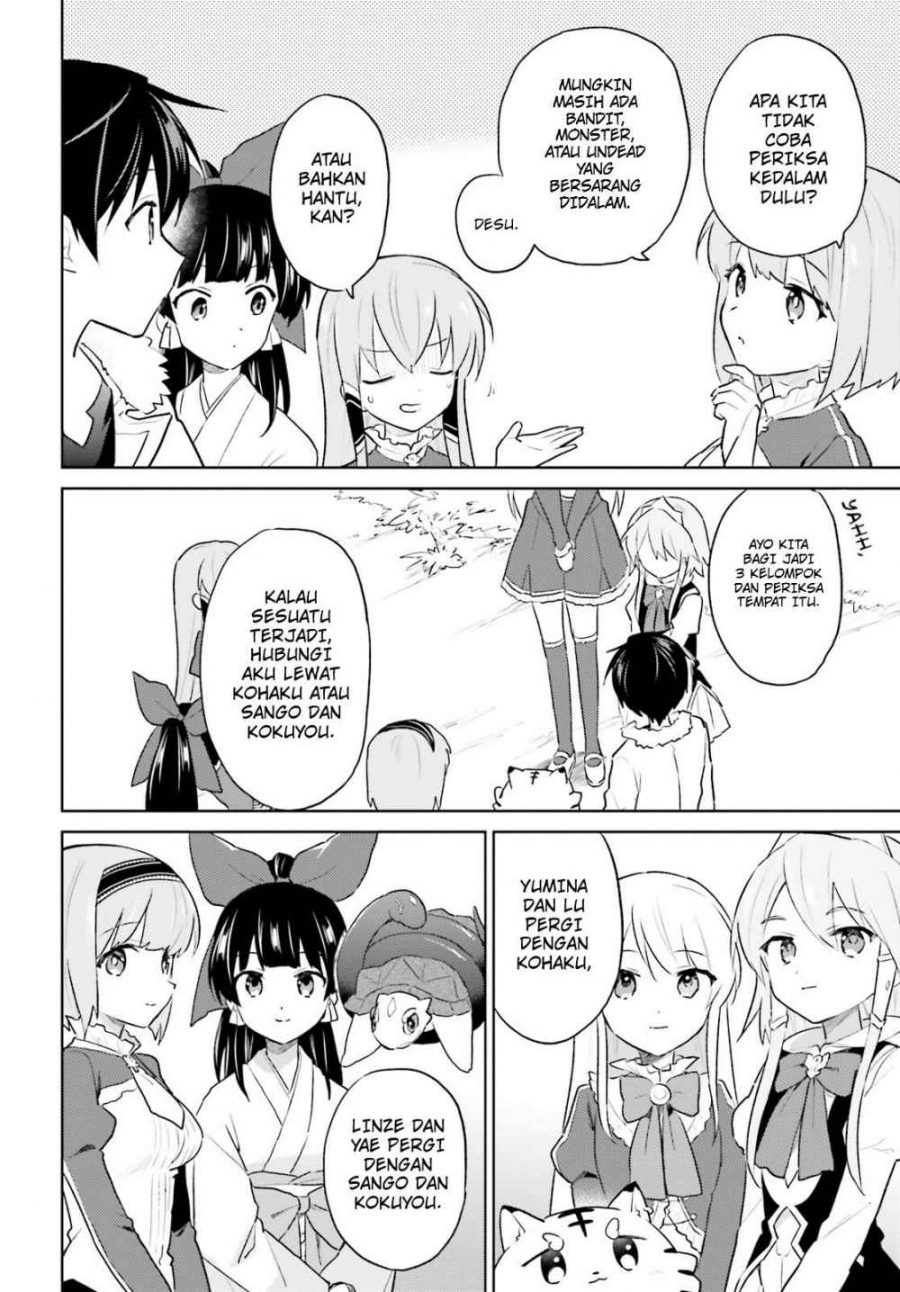 APA KITA
TIDAK
COBA
PERIKSA
KEDALAM
DULU?
MUNGKIN
MASIH ADA
BANDIT,
MONSTER,
ATAU UNDEAD
YANG
BERSARANG
DIDALAM.
DESU.
ATAU
BAHKAN
HANTU,
KAN?
YAHH,
AYO KITA
BAGI JADI
3 KELOMPOK
DAN PERIKSA
TEMPAT ITU.
KALAU
SESUATU
TERJADI,
HUBUNGI
AKU LEWAT
KOHAKU ATAU
SANGO DAN
KOKUYOU.
YUMINA
DAN LU
PERGI
DENGAN
KOHAKU,
LINZE DAN
YAE PERGI
DENGAN
SANGO DAN
KOKUYOU.